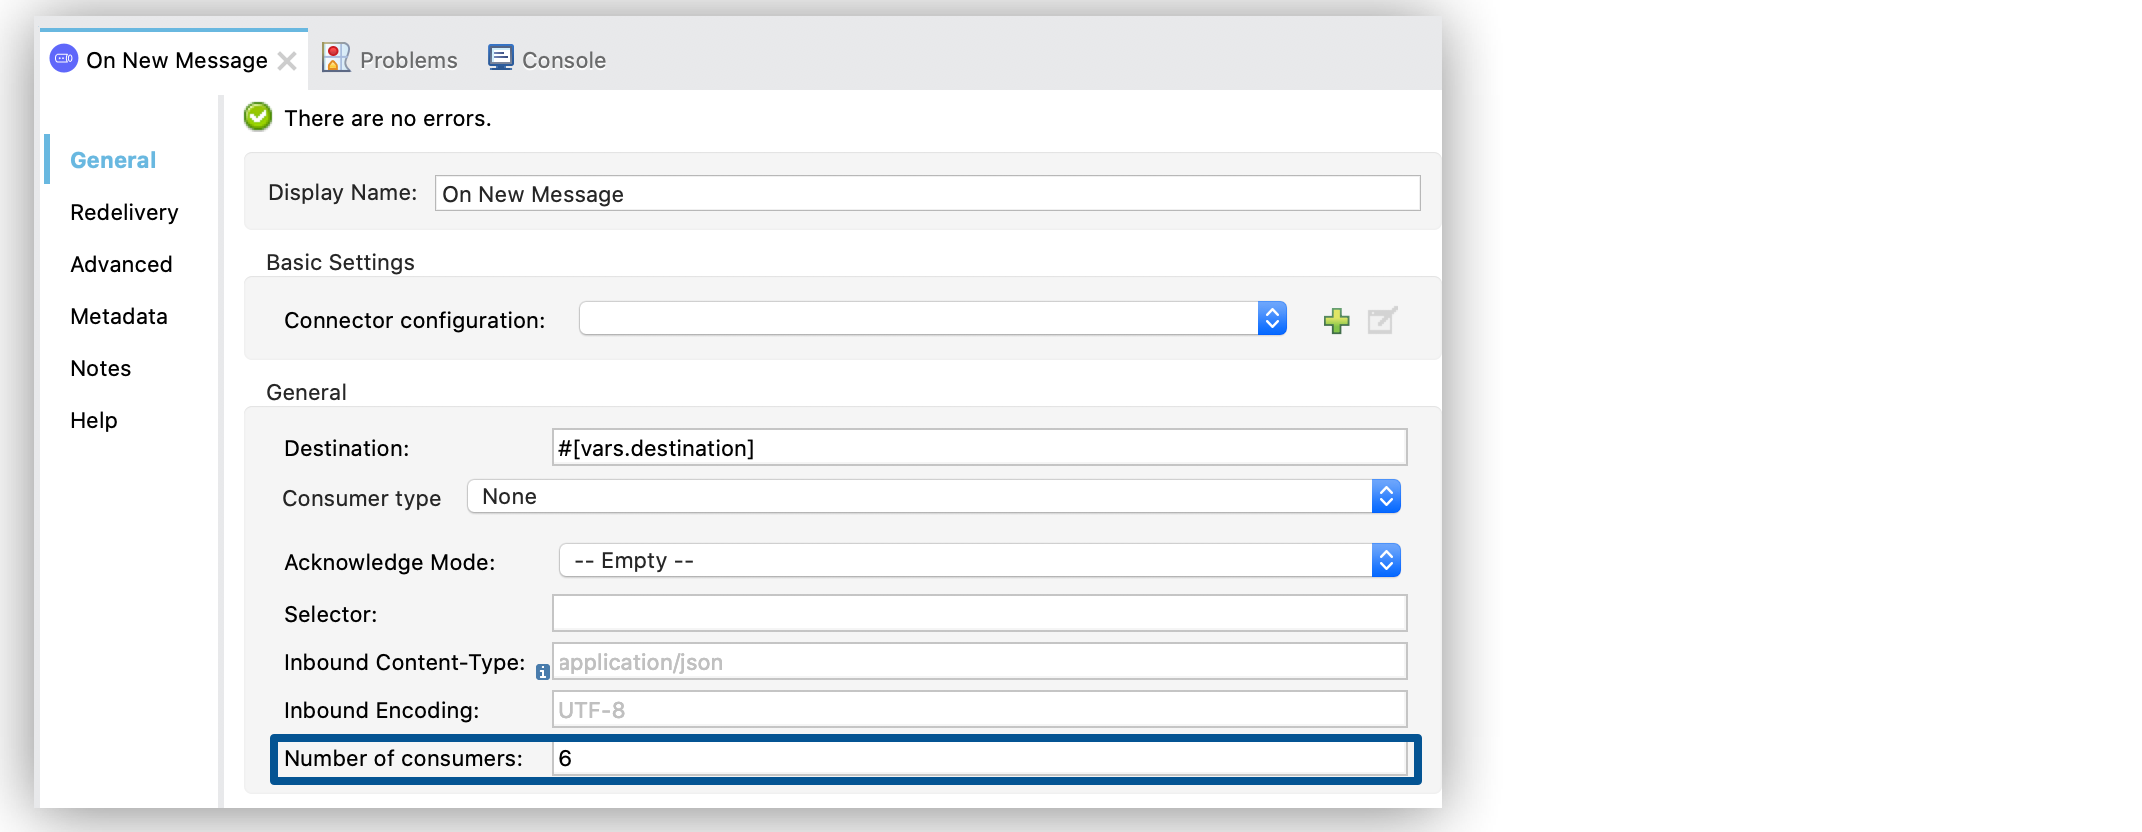 On New Message
Problems
Console
There are no errors.
General
Redelivery
Advanced
Metadata
Notes
Help
Display Name: On New Message
Basic Settings
Connector configuration:
General
Destination: #[vars.destination]
Consumer type None
Acknowledge Mode: -- Empty --
Selector:
Inbound Content-Type: application/json
Inbound Encoding: UTF-8
Number of consumers: 6